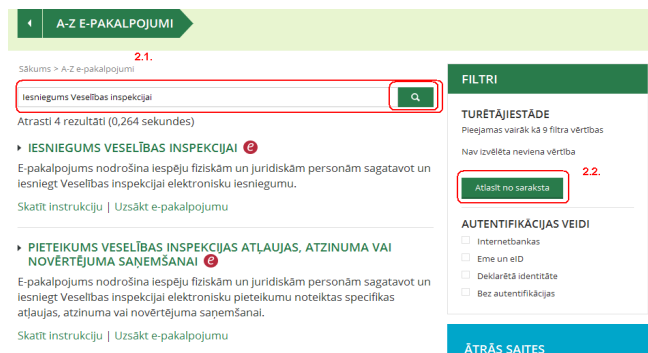 A-Z E-PAKALPOJUMI
2.1.
Sākums > A-Z e-pakalpojumi
Iesniegums Veselības inspekcijai
Atrasti 4 rezultāti (0,264 sekundes)
IESNIEGUMS VESELĪBAS INSPEKCIJAI
E-pakalpojums nodrošina iespēju fiziskām un juridiskām personām sagatavot un
iesniegt Veselības inspekcijai elektronisku iesniegumu.
Skatīt instrukciju | Uzsākt e-pakalpojumu
PIETEIKUMS VESELĪBAS INSPEKCIJAS ATĻAUJAS, ATZINUMA VAI
NOVĒRTĒJUMA SAŅEMŠANAI
E-pakalpojums nodrošina iespēju fiziskām un juridiskām personām sagatavot un
iesniegt Veselības inspekcijai elektronisku pieteikumu noteiktas specifikas
atļaujas, atzinuma vai novērtējuma saņemšanai.
Skatīt instrukciju | Uzsākt e-pakalpojumu
FILTRI
TURĒTĀJIESTĀDE
Pieejamas vairāk kā 9 filtra vērtības
Nav izvēlēta neviena vērtība
2.2.
Atlasīt no saraksta
AUTENTIFIKĀCIJAS VEIDI
Internetbankas
Eme un eID
Deklarētā identitāte
Bez autentifikācijas
ĀTRĀS SAITES